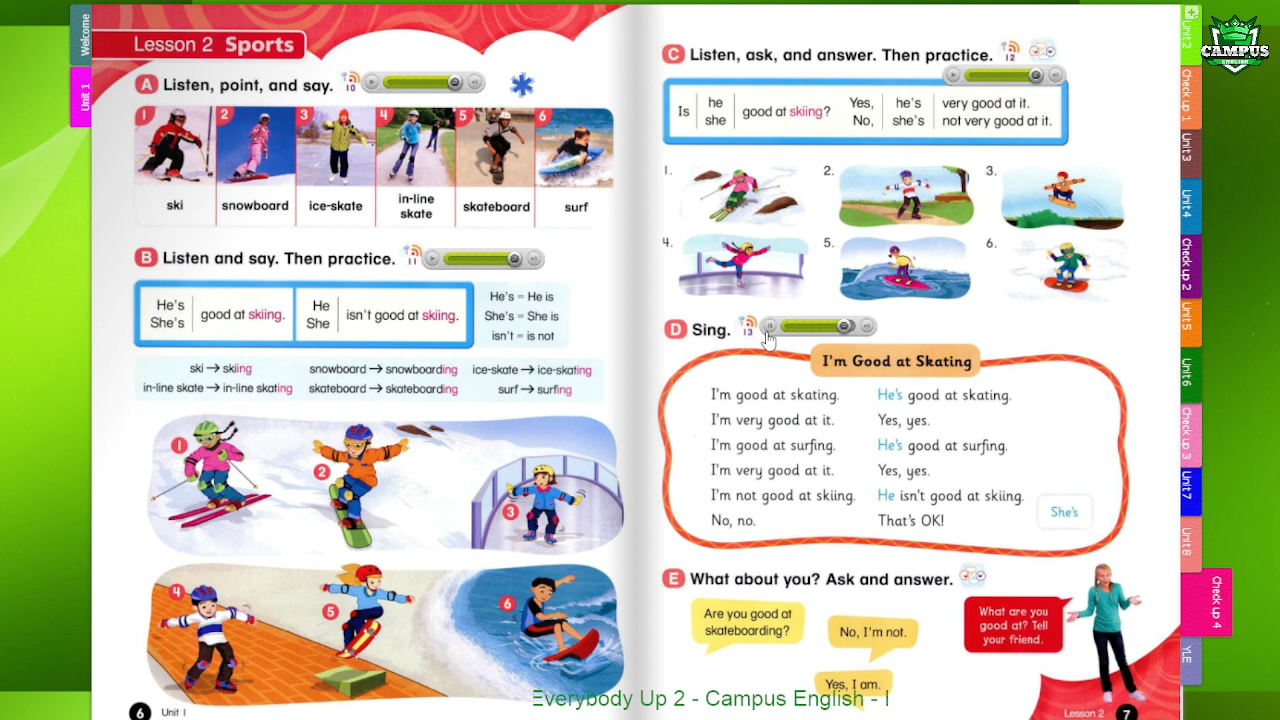 Welcome
Unit 1
Lesson 2 Sports
A Listen, point, and say.
10
1
2
3
4
5
6
ski
snowboard
ice-skate
in-line
skate
skateboard
surf
B Listen and say. Then practice.
11
He's
She's
good at skiing.
He
She
isn't good at skiing.
He's = He is
She's = She is
isn't = is not
ski → skiing
snowboard → snowboarding
ice-skate → ice-skating
in-line skate → in-line skating
skateboard → skateboarding
surf → surfing
1
2
3
4
5
6
6 Unit 1
C Listen, ask, and answer. Then practice.
12
Is
he
she
good at skiing?
Yes,
No,
he's
she's
very good at it.
not very good at it.
1.
2.
3.
4.
5.
6.
D Sing.
13
I'm Good at Skating
I'm good at skating.
I'm very good at it.
I'm good at surfing.
I'm very good at it.
I'm not good at skiing.
No, no.
He's good at skating.
Yes, yes.
He's good at surfing.
Yes, yes.
He isn't good at skiing.
That's OK!
She's
E What about you? Ask and answer.
Are you good at
skateboarding?
No, I'm not.
Yes, I am.
What are you
good at? Tell
your friend.
Lesson 2 7
Unit 2
Check up 1
Unit 3
Unit 4
Check up 2
Unit 5
Unit 6
Check up 3
Unit 7
Unit 8
Check up 4
YLE
CAMPUS
ENGLISH
Everybody Up 2 - Campus English - I